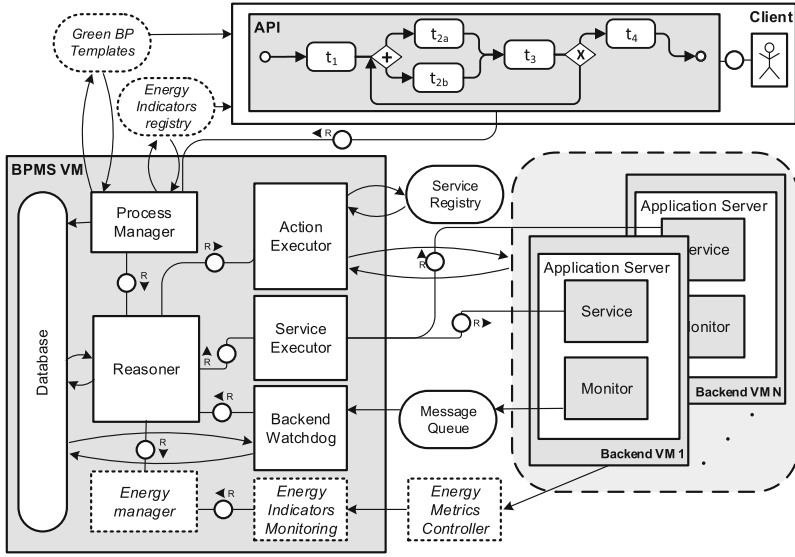 API
Client
Green BP
Templates
t1
t2a
t2b
t3
X
t4
Energy
Indicators
registry
R
BPMS VM
Process
Manager
Action
Executor
Service
Registry
R
R
R
Database
Reasoner
Service
Executor
R
R
Backend
Watchdog
R
Message
Queue
R
Energy
manager
R
Energy
Indicators
Monitoring
Energy
Metrics
Controller
Application Server
ervice
onitor
Backend VM N
Application Server
Service
Monitor
Backend VM 1